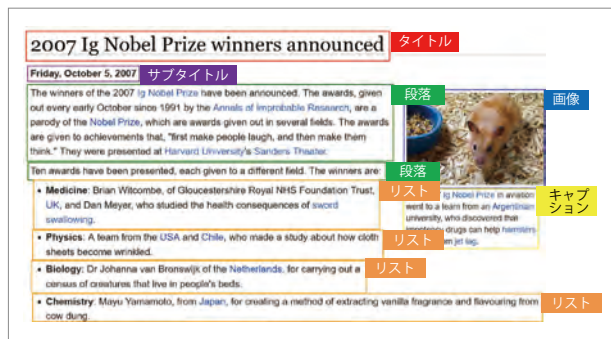 2007 Ig Nobel Prize winners announced
タイトル
Friday, October 5, 2007
サブタイトル
The winners of the 2007 Ig Nobel Prize have been announced. The awards, given
out every early October since 1991 by the Annals of Improbable Research, are a
parody of the Nobel Prize, which are awards given out in several fields. The awards
are given to achievements that, "first make people laugh, and then make them
think." They were presented at Harvard University's Sanders Theater.
段落
Ten awards have been presented, each given to a different field. The winners are:
段落
• Medicine: Brian Witcombe, of Gloucestershire Royal NHS Foundation Trust,
UK, and Dan Meyer, who studied the health consequences of sword
swallowing.
リスト
• Physics: A team from the USA and Chile, who made a study about how cloth
sheets become wrinkled.
リスト
• Biology: Dr Johanna van Bronswijk of the Netherlands, for carrying out a
census of creatures that live in people's beds.
リスト
• Chemistry: Mayu Yamamoto, from Japan, for creating a method of extracting vanilla fragrance and flavouring from
cow dung.
リスト
画像
Ig Nobel Prize in aviation
went to a team from an Argentinian
university, who discovered that
drugs can help hamsters
jet lag.
キャプ
ション